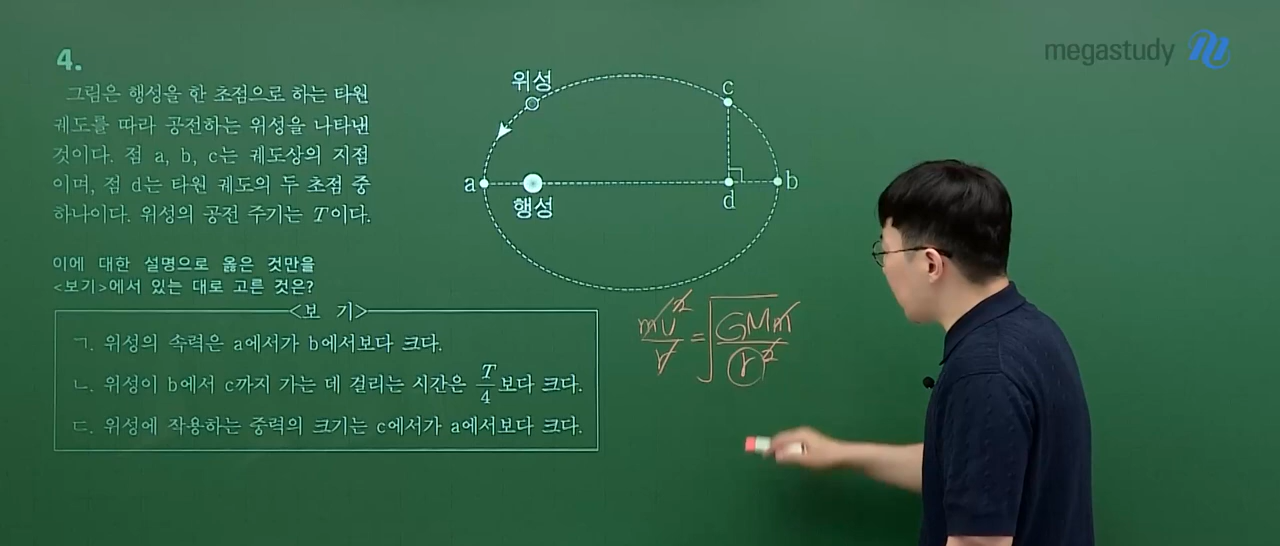 megastudy
4.
그림은 행성을 한 초점으로 하는 타원
궤도를 따라 공전하는 위성을 나타낸
것이다. 점 a, b, c는 궤도상의 지점
이며, 점 d는 타원 궤도의 두 초점 중
하나이다. 위성의 공전 주기는 T이다.
이에 대한 설명으로 옳은 것만을
<보기>에서 있는 대로 고른 것은?
<보 기>
ㄱ. 위성의 속력은 a에서가 b에서보다 크다.
ㄴ. 위성이 b에서 c까지 가는 데 걸리는 시간은 T/4보다 크다.
ㄷ. 위성에 작용하는 중력의 크기는 c에서가 a에서보다 크다.
위성
c
a
행성
d
b
mv²/r = √GMm/r²